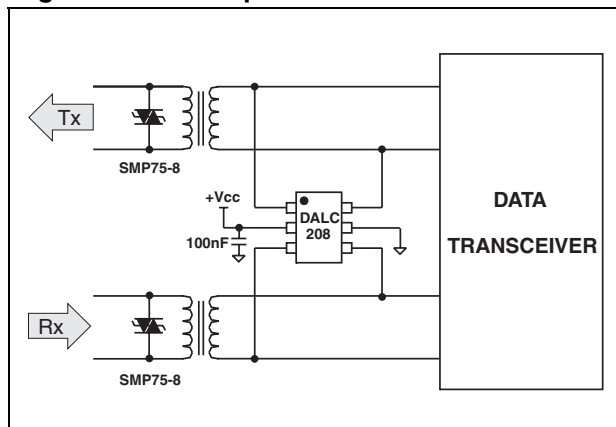 Tx
SMP75-8
+Vcc
100nF
DALC
208
DATA
TRANSCEIVER
Rx
SMP75-8